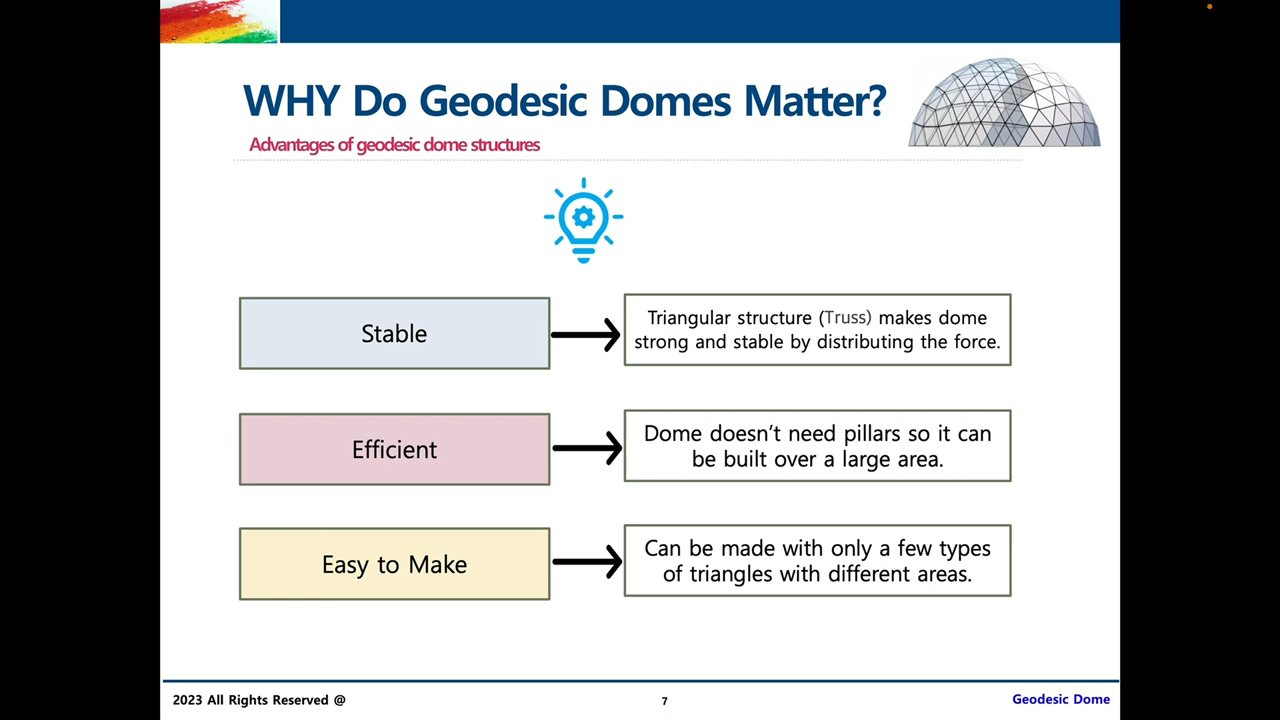 WHY Do Geodesic Domes Matter?
Advantages of geodesic dome structures
Stable
Triangular structure (Truss) makes dome
strong and stable by distributing the force.
Efficient
Dome doesn’t need pillars so it can
be built over a large area.
Easy to Make
Can be made with only a few types
of triangles with different areas.
2023 All Rights Reserved @
7
Geodesic Dome